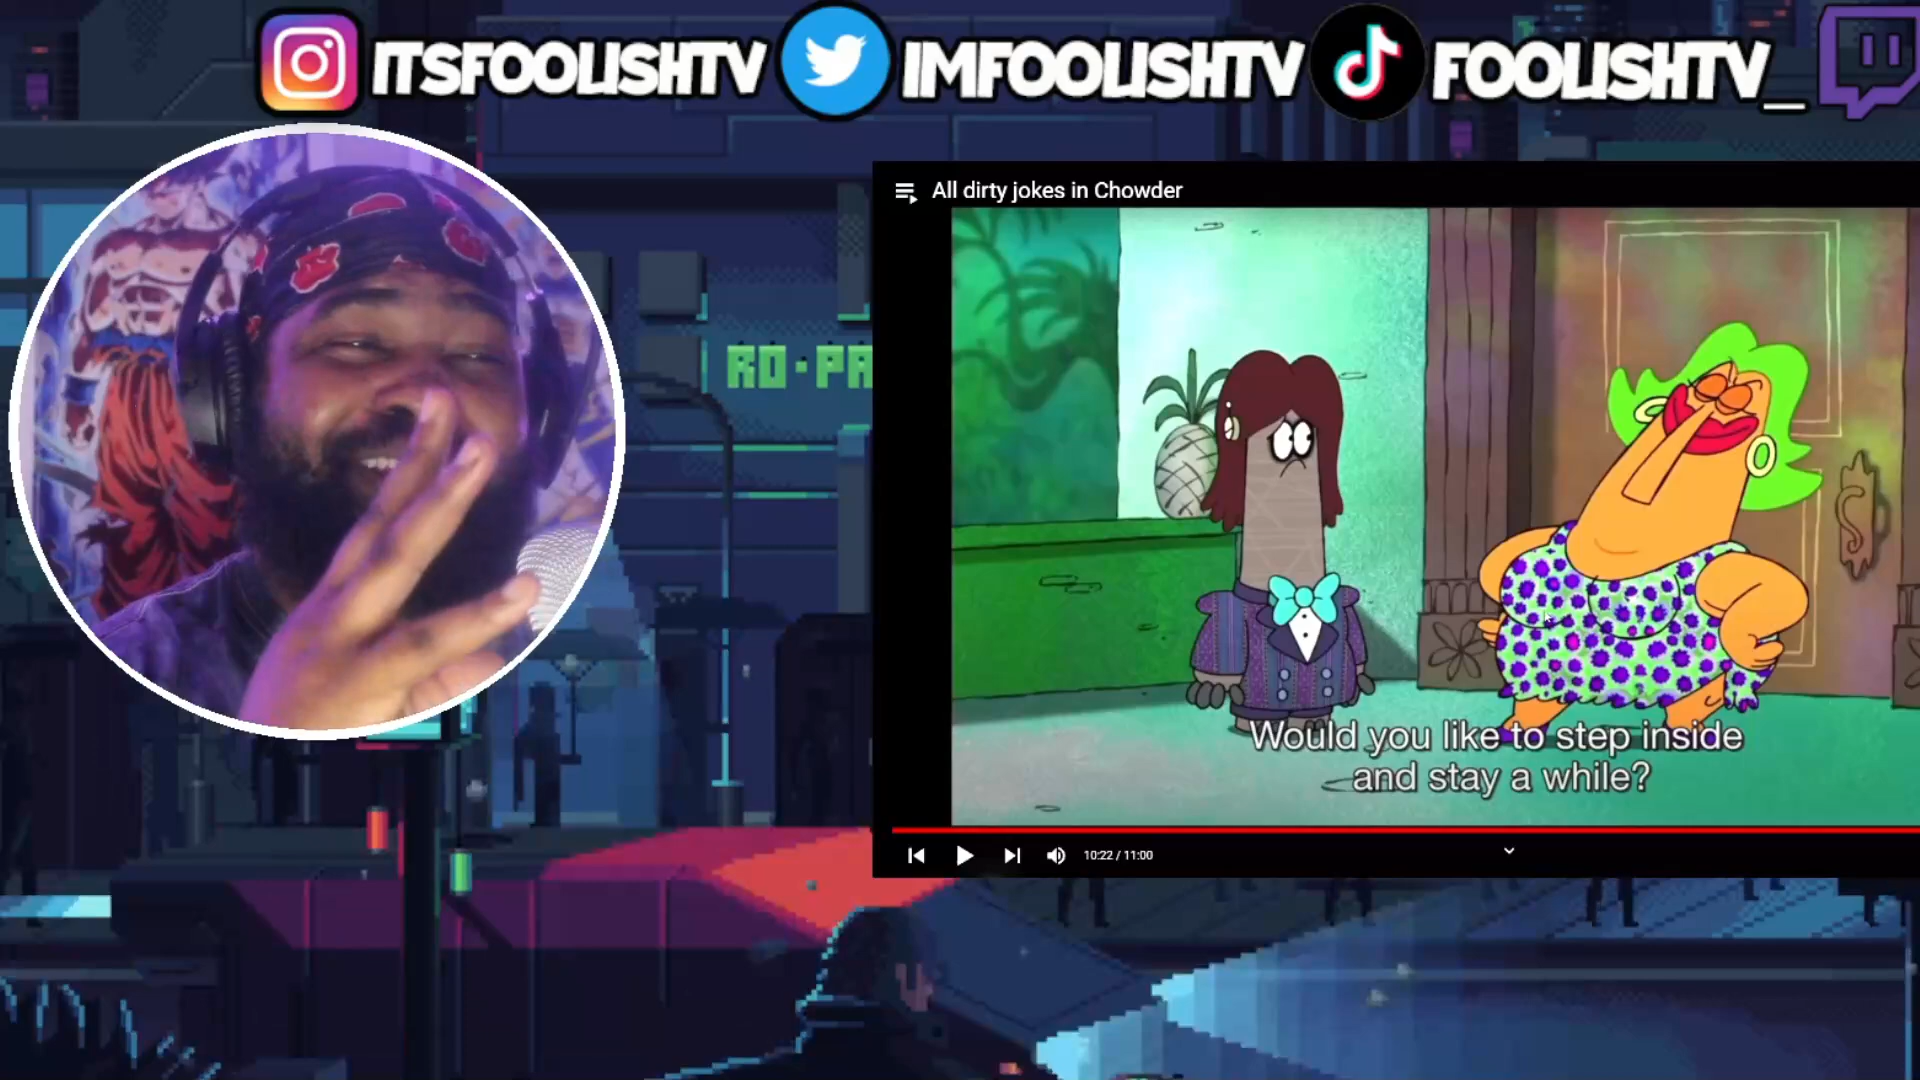 ITSFOOLISHTV
IMFOOLISHTV
FOOLISHTV_
All dirty jokes in Chowder
RO·PA
Would you like to step inside
and stay a while?
10:22 / 11:00